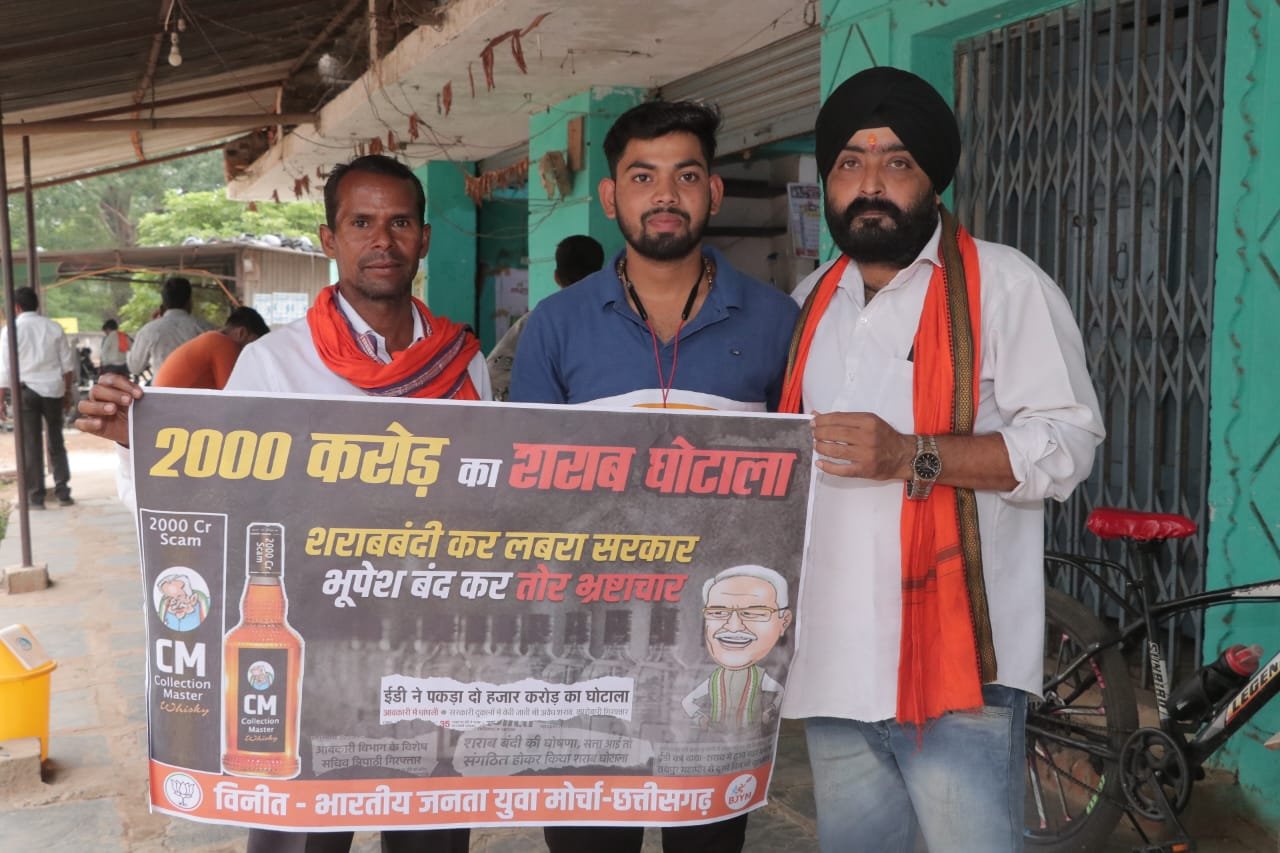 2000 करोड़ का शराब घोटाला
शराबबंदी कर लबरा सरकार
भूपेश बंद कर तोर भ्रष्टाचार
2000 Cr
Scam
CM
Collection
Master
Whisky
2000 Cr
Scam
CM
Collection
Master
Whisky
ईडी ने पकड़ा दो हजार करोड़ का घोटाला
आबकारी विभाग के विशेष
सचिव त्रिपाठी गिरफ्तार
शराब बंदी की घोषणा, सत्ता आई तो
संगठित होकर किया शराब घोटाला
विनीत - भारतीय जनता युवा मोर्चा-छत्तीसगढ़
BJYM
LEGEN